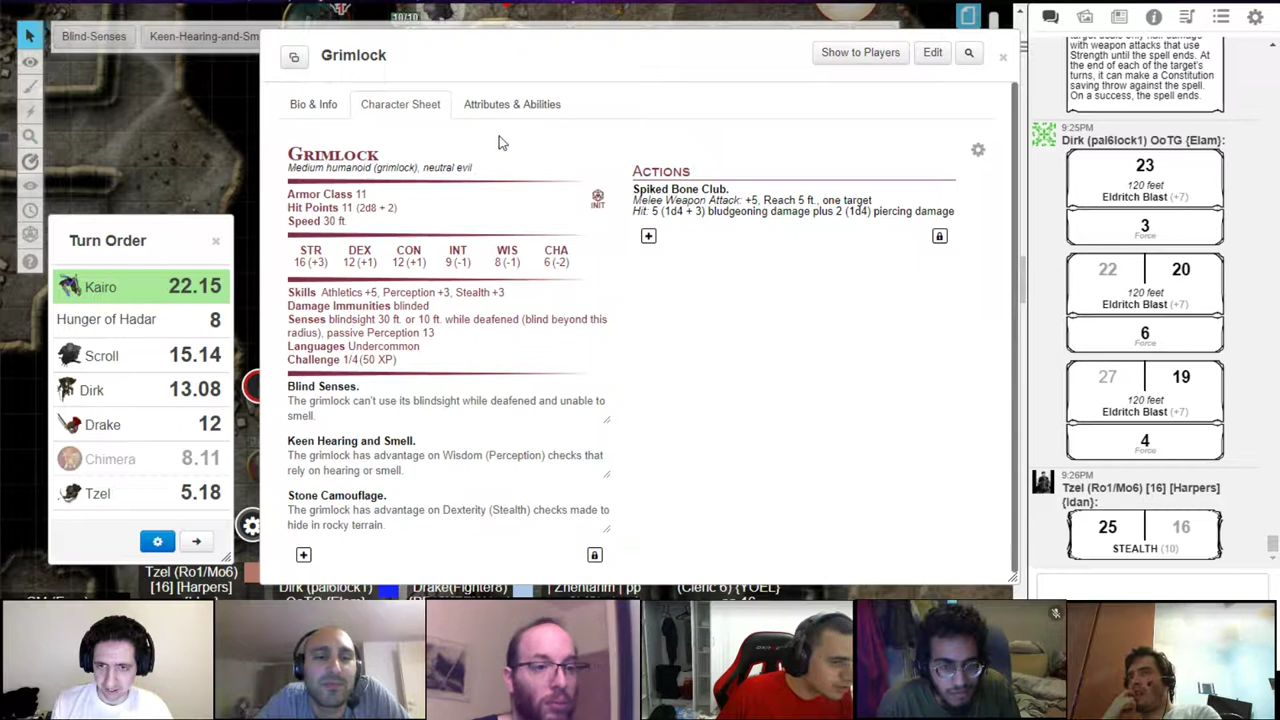 10/10
Blind-Senses
Keen-Hearing-and-Sm
Grimlock
Show to Players
Edit
Bio & Info
Character Sheet
Attributes & Abilities
GRIMLOCK
Medium humanoid (grimlock), neutral evil
Armor Class 11
Hit Points 11 (2d8 + 2)
Speed 30 ft.
INIT
STR DEX CON INT WIS CHA
16 (+3) 12 (+1) 12 (+1) 9 (-1) 8 (-1) 6 (-2)
Skills Athletics +5, Perception +3, Stealth +3
Damage Immunities blinded
Senses blindsight 30 ft. or 10 ft. while deafened (blind beyond this
radius), passive Perception 13
Languages Undercommon
Challenge 1/4 (50 XP)
Blind Senses.
The grimlock can't use its blindsight while deafened and unable to
smell.
Keen Hearing and Smell.
The grimlock has advantage on Wisdom (Perception) checks that
rely on hearing or smell.
Stone Camouflage.
The grimlock has advantage on Dexterity (Stealth) checks made to
hide in rocky terrain.
ACTIONS
Spiked Bone Club.
Melee Weapon Attack: +5, Reach 5 ft., one target
Hit: 5 (1d4 + 3) bludgeoning damage plus 2 (1d4) piercing damage
Turn Order
Kairo 22.15
Hunger of Hadar 8
Scroll 15.14
Dirk 13.08
Drake 12
Chimera 8.11
Tzel 5.18
Tzel (Ro1/Mo6)
[16] [Harpers]
Dirk (pal6lock1)
Drake(Fighter8)
| Zhentarim | pp
(Cleric 6) {YOEL}
with weapon attacks that use
Strength until the spell ends. At
the end of each of the target's
turns, it can make a Constitution
saving throw against the spell.
On a success, the spell ends.
9:25PM
Dirk (pal6lock1) OoTG {Elam}:
23
120 feet
Eldritch Blast (+7)
3
Force
22 20
120 feet
Eldritch Blast (+7)
6
Force
27 19
120 feet
Eldritch Blast (+7)
4
Force
9:26PM
Tzel (Ro1/Mo6) [16] [Harpers]
{Idan}:
25 16
STEALTH (10)